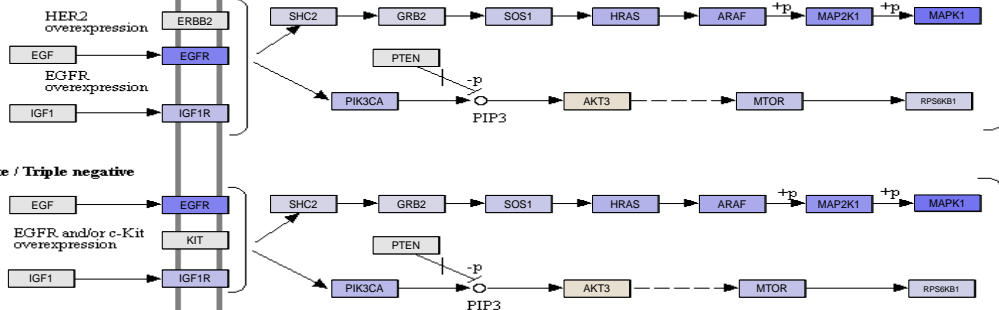 HER2
overexpression
ERBB2
SHC2
GRB2
SOS1
HRAS
ARAF
+p
MAP2K1
+p
MAPK1
EGF
EGFR
EGFR
overexpression
PTEN
-p
IGF1
IGF1R
PIK3CA
PIP3
AKT3
MTOR
RPS6KB1
/ Triple negative
EGF
EGFR
SHC2
GRB2
SOS1
HRAS
ARAF
+p
MAP2K1
+p
MAPK1
EGFR and/or c-Kit
overexpression
KIT
PTEN
-p
IGF1
IGF1R
PIK3CA
PIP3
AKT3
MTOR
RPS6KB1